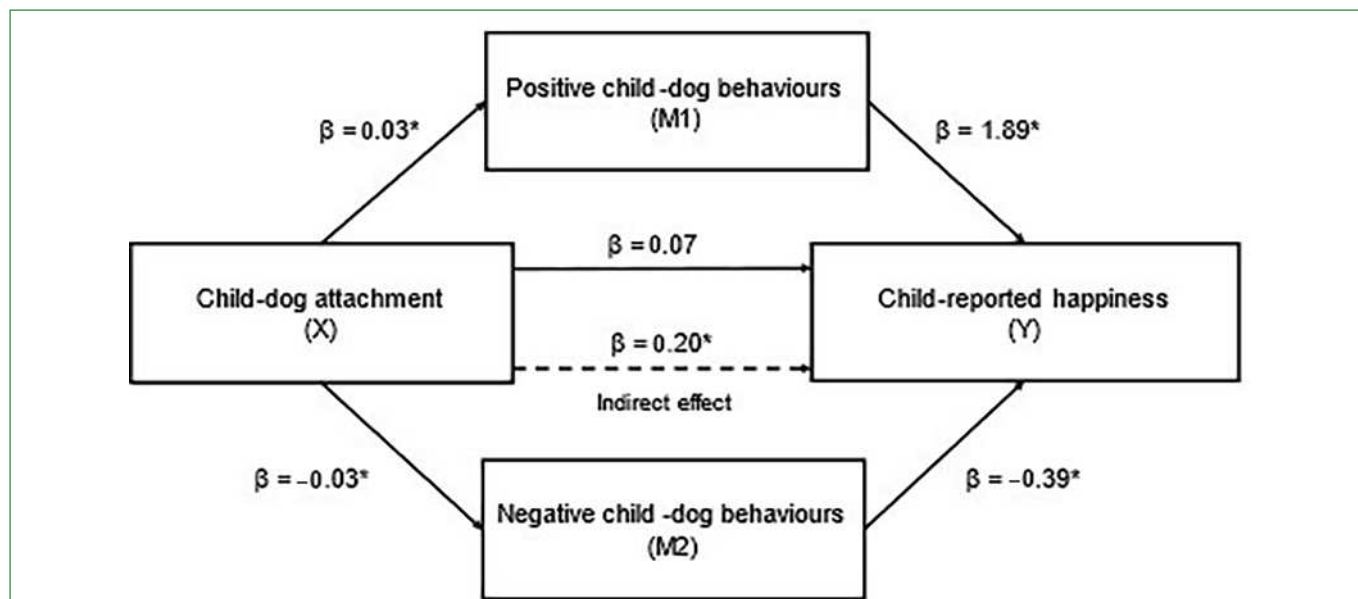 Positive child -dog behaviours
(M1)
β = 0.03*
β = 1.89*
β = 0.07
Child-dog attachment
(X)
Child-reported happiness
(Y)
β = 0.20*
Indirect effect
β = –0.03*
β = –0.39*
Negative child -dog behaviours
(M2)